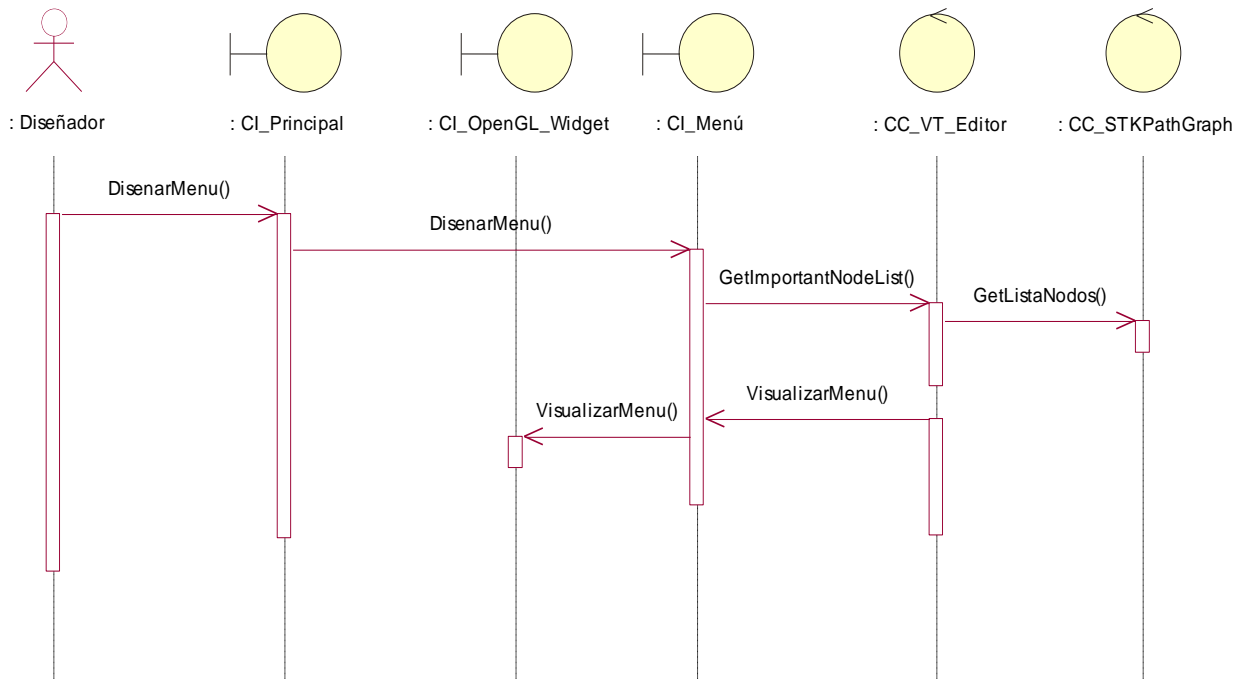 : Diseñador
: CI_Principal
: CI_OpenGL_Widget
: CI_Menú
: CC_VT_Editor
: CC_STKPathGraph
DisenarMenu()
DisenarMenu()
GetImportantNodeList()
GetListaNodos()
VisualizarMenu()
VisualizarMenu()